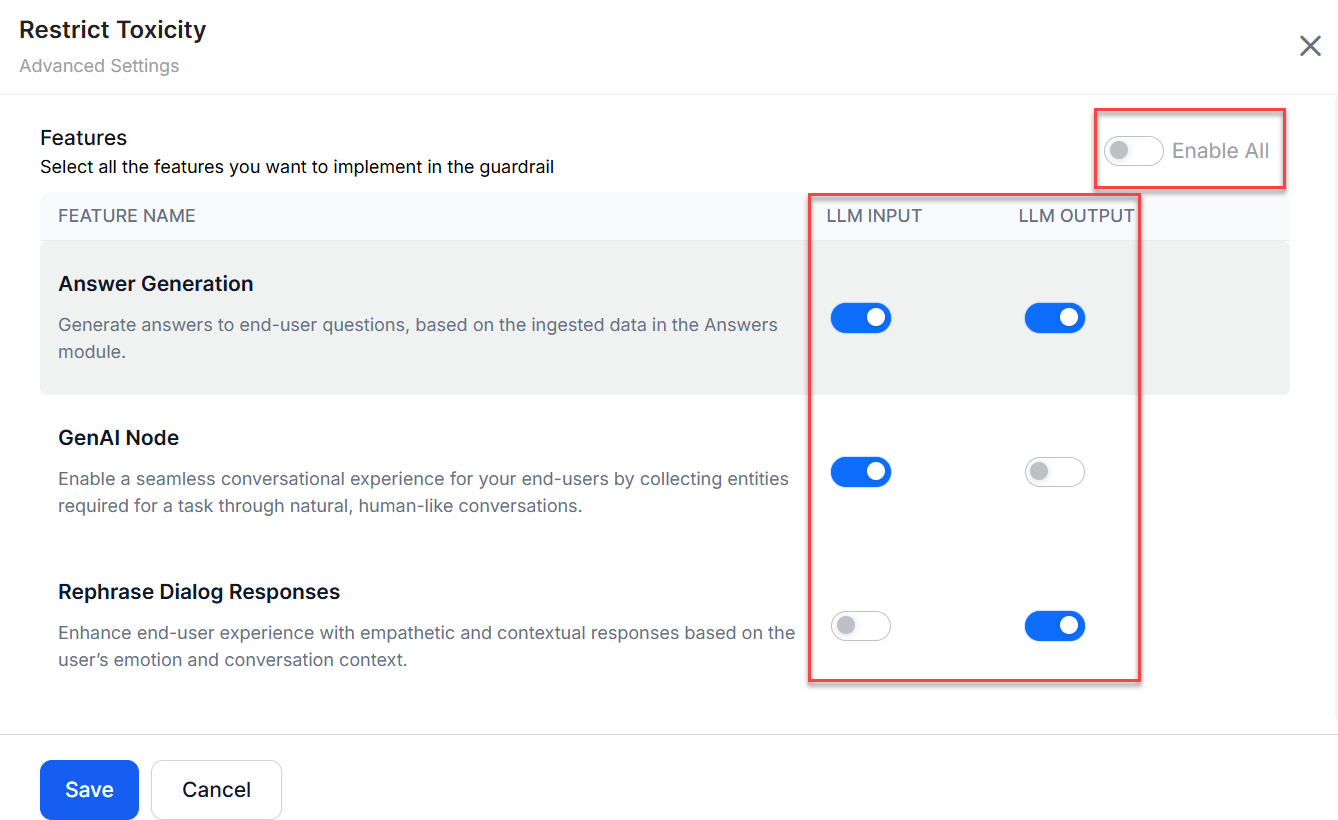 Restrict Toxicity
Advanced Settings
Features
Select all the features you want to implement in the guardrail
Enable All
FEATURE NAME LLM INPUT LLM OUTPUT
Answer Generation
Generate answers to end-user questions, based on the ingested data in the Answers
module.
GenAI Node
Enable a seamless conversational experience for your end-users by collecting entities
required for a task through natural, human-like conversations.
Rephrase Dialog Responses
Enhance end-user experience with empathetic and contextual responses based on the
user’s emotion and conversation context.
Save Cancel